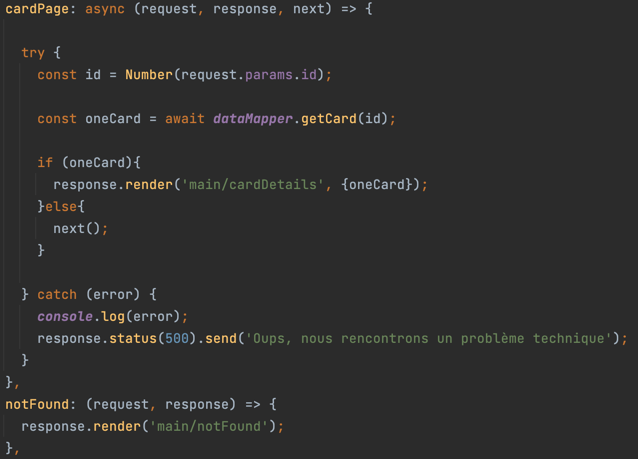 cardPage: async (request, response, next) => {
try {
const id = Number(request.params.id);
const oneCard = await dataMapper.getCard(id);
if (oneCard){
response.render('main/cardDetails', {oneCard});
}else{
next();
}
} catch (error) {
console.log(error);
response.status(500).send('Oups, nous rencontrons un problème technique');
}
},
notFound: (request, response) => {
response.render('main/notFound');
},